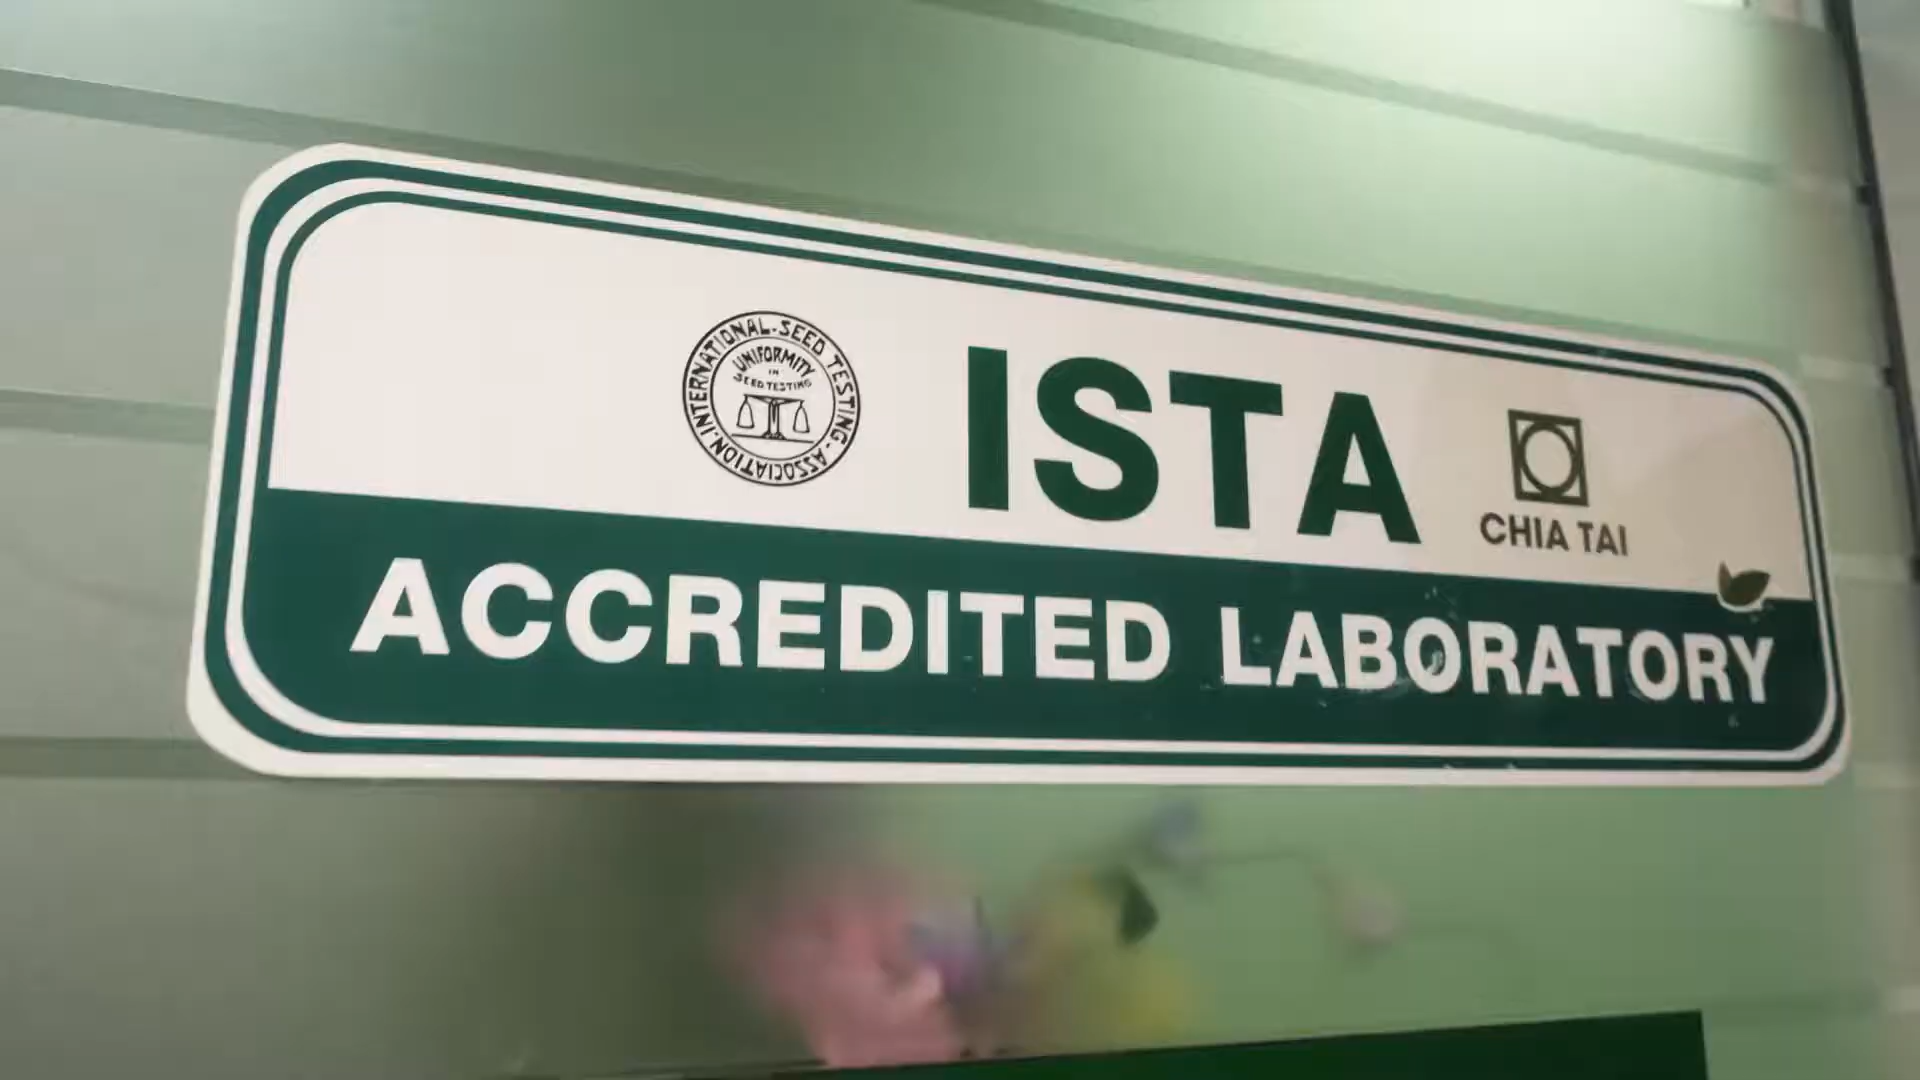 INTERNATIONAL · SEED TESTING · ASSOCIATION ·
UNIFORMITY
IN
SEED TESTING
ISTA
CHIA TAI
ACCREDITED LABORATORY